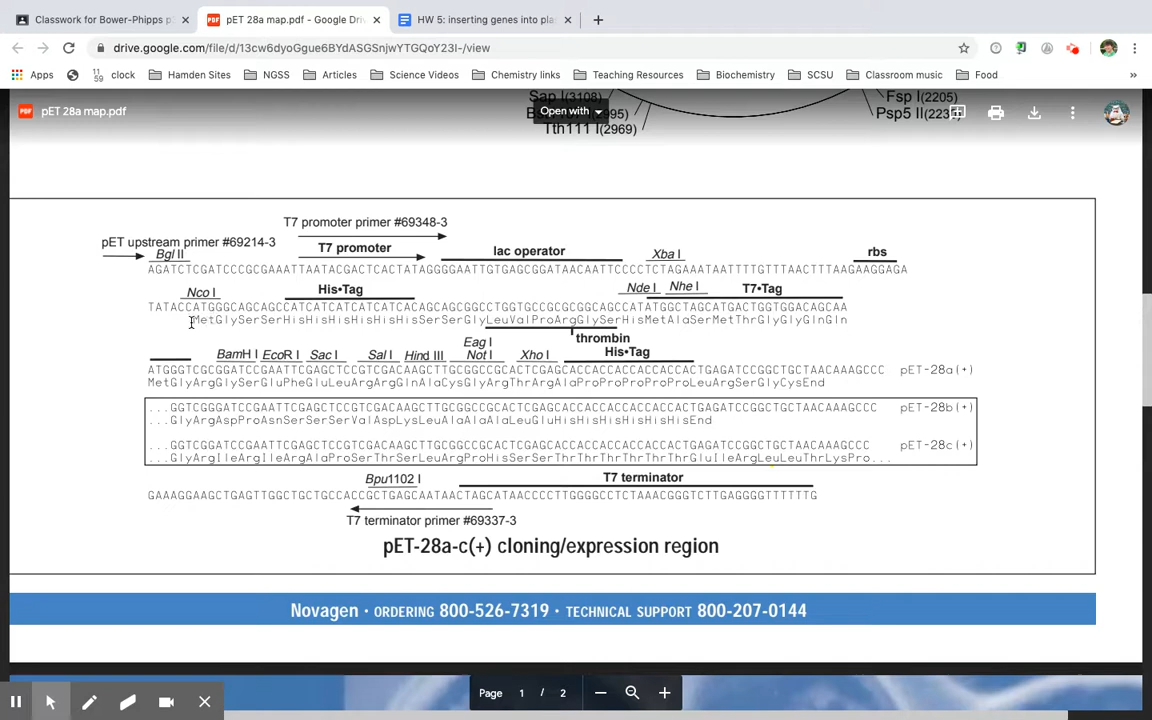 Classwork for Bower-Phipps p
pET 28a map.pdf - Google Dri
HW 5: inserting genes into pla
drive.google.com/file/d/13cw6dyoGgue6BYdASGSnjwYTGQoY23I-/view
Apps
11 59 clock
Hamden Sites
NGSS
Articles
Science Videos
Chemistry links
Teaching Resources
Biochemistry
SCSU
Classroom music
Food
»
pET 28a map.pdf
Open with
Sap I(3108)
Tth111 I(2969)
Fsp I(2205)
T7 promoter primer #69348-3
pET upstream primer #69214-3
Bgl II
T7 promoter
lac operator
Xba I
rbs
AGATCTCGATCCCGCGAAATTAATACGACTCACTATAGGGGAATTGTGAGCGGATAACAATTCCCCTCTAGAAATAATTTTGTTTAACTTTAAGAAGGAGA
Nco I
His•Tag
Nde I
Nhe I
T7•Tag
TATACCATGGGCAGCAGCCATCATCATCATCATCACAGCAGCGGCCTGGTGCCGCGCGGCAGCCATATGGCTAGCATGACTGGTGGACAGCAA
MetGlySerSerHisHisHisHisHisHisSerSerGlyLeuValProArgGlySerHisMetAlaSerMetThrGlyGlyGlnGln
thrombin
BamH I
EcoR I
Sac I
Sal I
Hind III
Eag I
Not I
Xho I
His•Tag
ATGGGTCGCGGATCCGAATTCGAGCTCCGTCGACAAGCTTGCGGCCGCACTCGAGCACCACCACCACCACCACTGAGATCCGGCTGCTAACAAAGCCC
pET-28a(+)
MetGlyArgGlySerGluPheGluLeuArgArgGlnAlaCysGlyArgThrArgAlaProProProProProLeuArgSerGlyCysEnd
...GGTCGGGATCCGAATTCGAGCTCCGTCGACAAGCTTGCGGCCGCACTCGAGCACCACCACCACCACCACTGAGATCCGGCTGCTAACAAAGCCC
pET-28b(+)
GlyArgAspProAsnSerSerSerValAspLysLeuAlaAlaAlaLeuGluHisHisHisHisHisHisEnd
...GGTCGGATCCGAATTCGAGCTCCGTCGACAAGCTTGCGGCCGCACTCGAGCACCACCACCACCACCACTGAGATCCGGCTGCTAACAAAGCCC
pET-28c(+)
...GlyArgIleArgIleArgAlaProSerThrSerLeuArgProHisSerSerThrThrThrThrThrThrGluIleArgLeuLeuThrLysPro...
Bpu1102 I
T7 terminator
GAAAGGAAGCTGAGTTGGCTGCTGCCACCGCTGAGCAATAACTAGCATAACCCCTTGGGGCCTCTAAACGGGTCTTGAGGGGTTTTTTG
T7 terminator primer #69337-3
pET-28a-c(+) cloning/expression region
Novagen • ORDERING 800-526-7319 • TECHNICAL SUPPORT 800-207-0144
Page 1 / 2